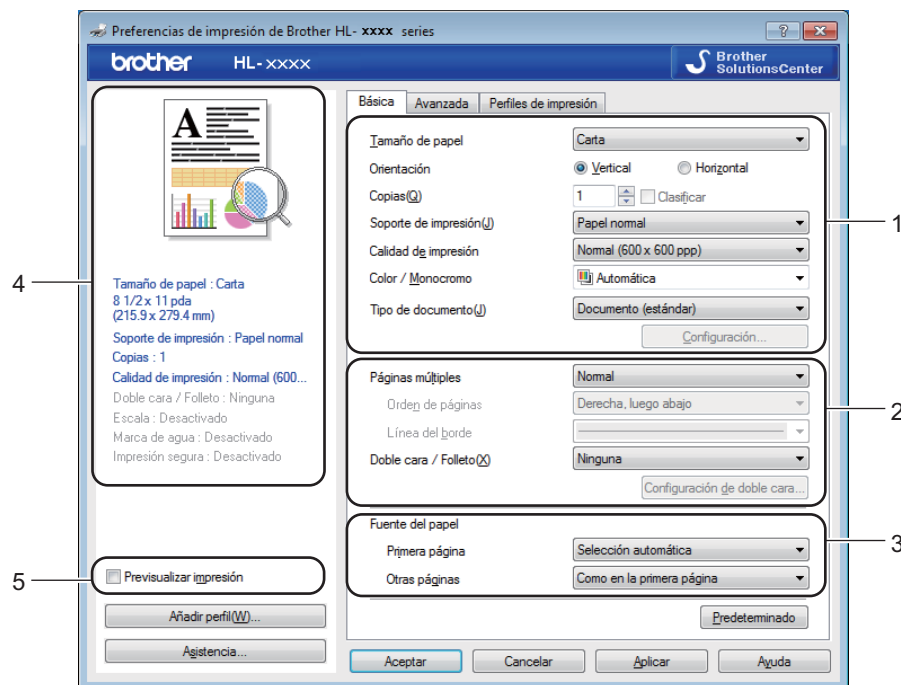 Preferencias de impresión de Brother HL- xxxx series
brother HL-xxxx
Brother
SolutionsCenter
Básica Avanzada Perfiles de impresión
A
Tamaño de papel Carta
Orientación Vertical Horizontal
Copias(Q) 1 Clasificar
Soporte de impresión(J) Papel normal
Calidad de impresión Normal (600 x 600 ppp)
Color / Monocromo Automática
Tipo de documento(J) Documento (estándar)
Configuración...
1
Páginas múltiples Normal
Orden de páginas Derecha, luego abajo
Línea del borde
Doble cara / Folleto(X) Ninguna
Configuración de doble cara...
2
Fuente del papel
Primera página Selección automática
Otras páginas Como en la primera página
3
Predeterminado
4
Tamaño de papel : Carta
8 1/2 x 11 pda
(215.9 x 279.4 mm)
Soporte de impresión : Papel normal
Copias : 1
Calidad de impresión : Normal (600...
Doble cara / Folleto : Ninguna
Escala : Desactivado
Marca de agua : Desactivado
Impresión segura : Desactivado
5
Previsualizar impresión
Añadir perfil(W)...
Asistencia...
Aceptar Cancelar Aplicar Ayuda